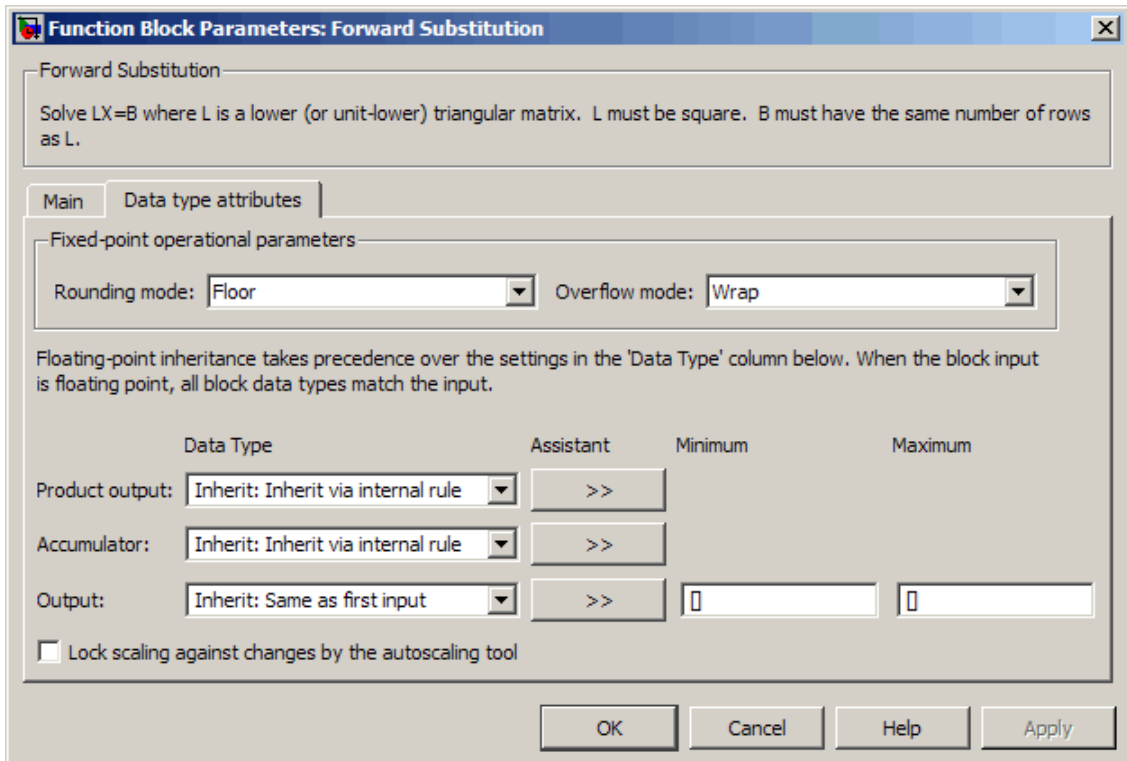 Function Block Parameters: Forward Substitution
Forward Substitution
Solve LX=B where L is a lower (or unit-lower) triangular matrix.  L must be square.  B must have the same number of rows
as L.
Main Data type attributes
Fixed-point operational parameters
Rounding mode: Floor Overflow mode: Wrap
Floating-point inheritance takes precedence over the settings in the 'Data Type' column below. When the block input
is floating point, all block data types match the input.
Data Type Assistant Minimum Maximum
Product output: Inherit: Inherit via internal rule >>
Accumulator: Inherit: Inherit via internal rule >>
Output: Inherit: Same as first input >> [] []
Lock scaling against changes by the autoscaling tool
OK Cancel Help Apply